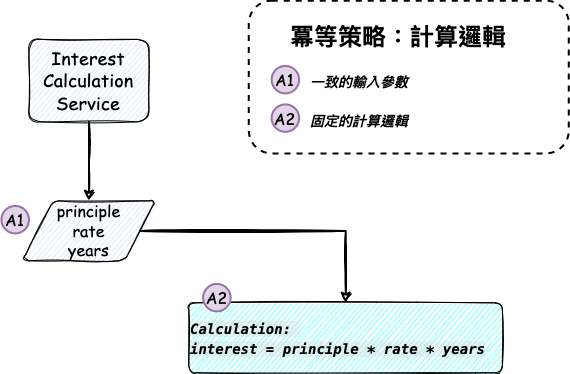 冪等策略：計算邏輯
A1 一致的輸入參數
A2 固定的計算邏輯
Interest
Calculation
Service
A1
principle
rate
years
A2
Calculation:
interest = principle * rate * years